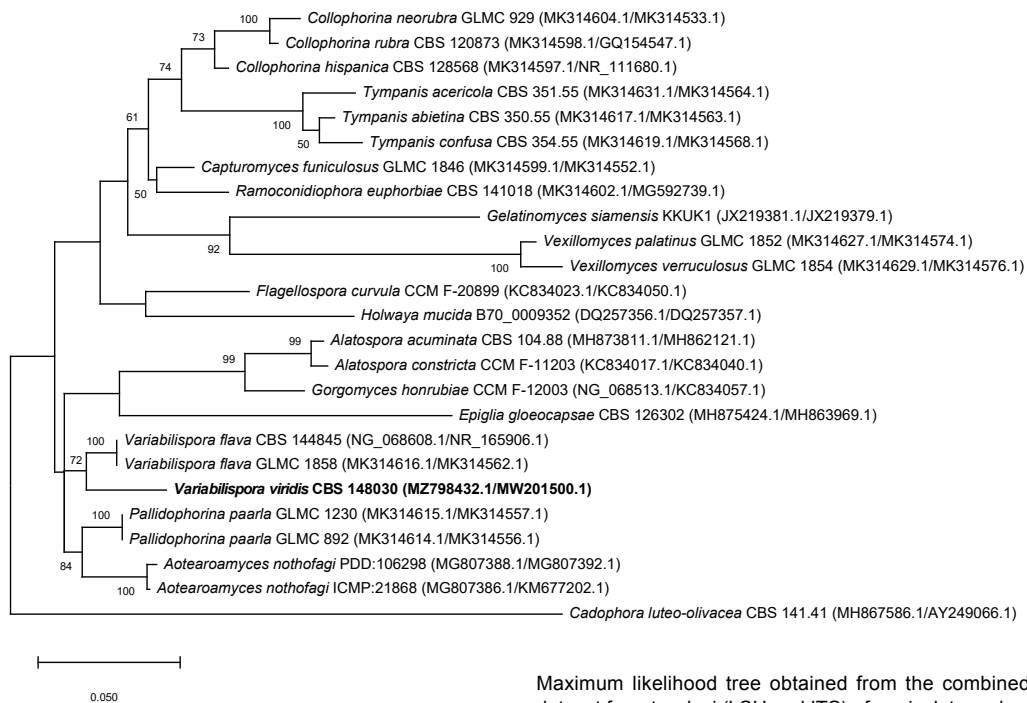 100
Collophorina neorubra GLMC 929 (MK314604.1/MK314533.1)
73
Collophorina rubra CBS 120873 (MK314598.1/GQ154547.1)
74
Collophorina hispanica CBS 128568 (MK314597.1/NR_111680.1)
Tympanis acericola CBS 351.55 (MK314631.1/MK314564.1)
61
100
Tympanis abietina CBS 350.55 (MK314617.1/MK314563.1)
50
Tympanis confusa CBS 354.55 (MK314619.1/MK314568.1)
Capturomyces funiculosus GLMC 1846 (MK314599.1/MK314552.1)
50
Ramoconidiophora euphorbiae CBS 141018 (MK314602.1/MG592739.1)
Gelatinomyces siamensis KKUK1 (JX219381.1/JX219379.1)
92
Vexillomyces palatinus GLMC 1852 (MK314627.1/MK314574.1)
100
Vexillomyces verruculosus GLMC 1854 (MK314629.1/MK314576.1)
Flagellospora curvula CCM F-20899 (KC834023.1/KC834050.1)
Holwaya mucida B70_0009352 (DQ257356.1/DQ257357.1)
99
Alatospora acuminata CBS 104.88 (MH873811.1/MH862121.1)
99
Alatospora constricta CCM F-11203 (KC834017.1/KC834040.1)
Gorgomyces honrubiae CCM F-12003 (NG_068513.1/KC834057.1)
Epiglia gloeocapsae CBS 126302 (MH875424.1/MH863969.1)
100
Variabilispora flava CBS 144845 (NG_068608.1/NR_165906.1)
72
Variabilispora flava GLMC 1858 (MK314616.1/MK314562.1)
Variabilispora viridis CBS 148030 (MZ798432.1/MW201500.1)
100
Pallidophorina paarla GLMC 1230 (MK314615.1/MK314557.1)
Pallidophorina paarla GLMC 892 (MK314614.1/MK314556.1)
84
Aotearoamyces nothofagi PDD:106298 (MG807388.1/MG807392.1)
100
Aotearoamyces nothofagi ICMP:21868 (MG807386.1/KM677202.1)
Cadophora luteo-olivacea CBS 141.41 (MH867586.1/AY249066.1)
0.050
Maximum likelihood tree obtained from the combined